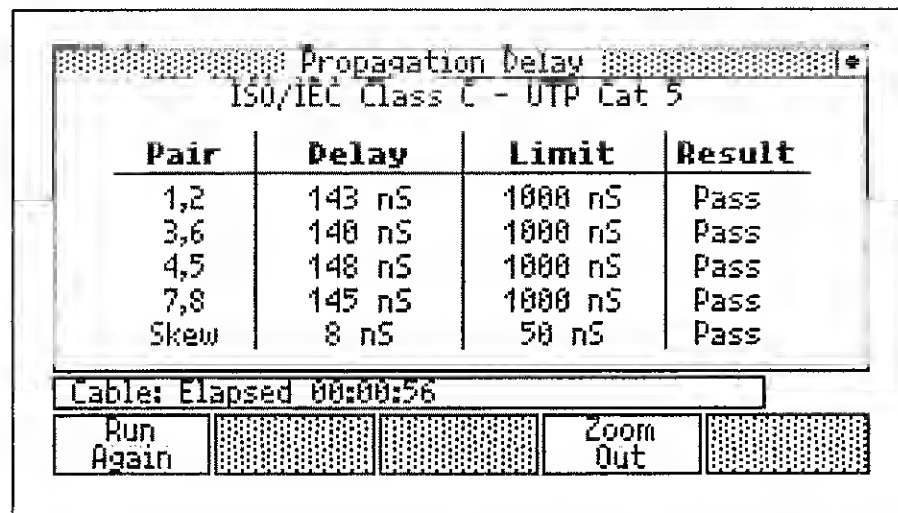 Propagation Delay
ISO/IEC Class C - UTP Cat 5
Pair Delay Limit Result
1,2 143 nS 1000 nS Pass
3,6 140 nS 1000 nS Pass
4,5 148 nS 1000 nS Pass
7,8 145 nS 1000 nS Pass
Skew 8 nS 50 nS Pass
Cable: Elapsed 00:00:56
Run Again
Zoom Out